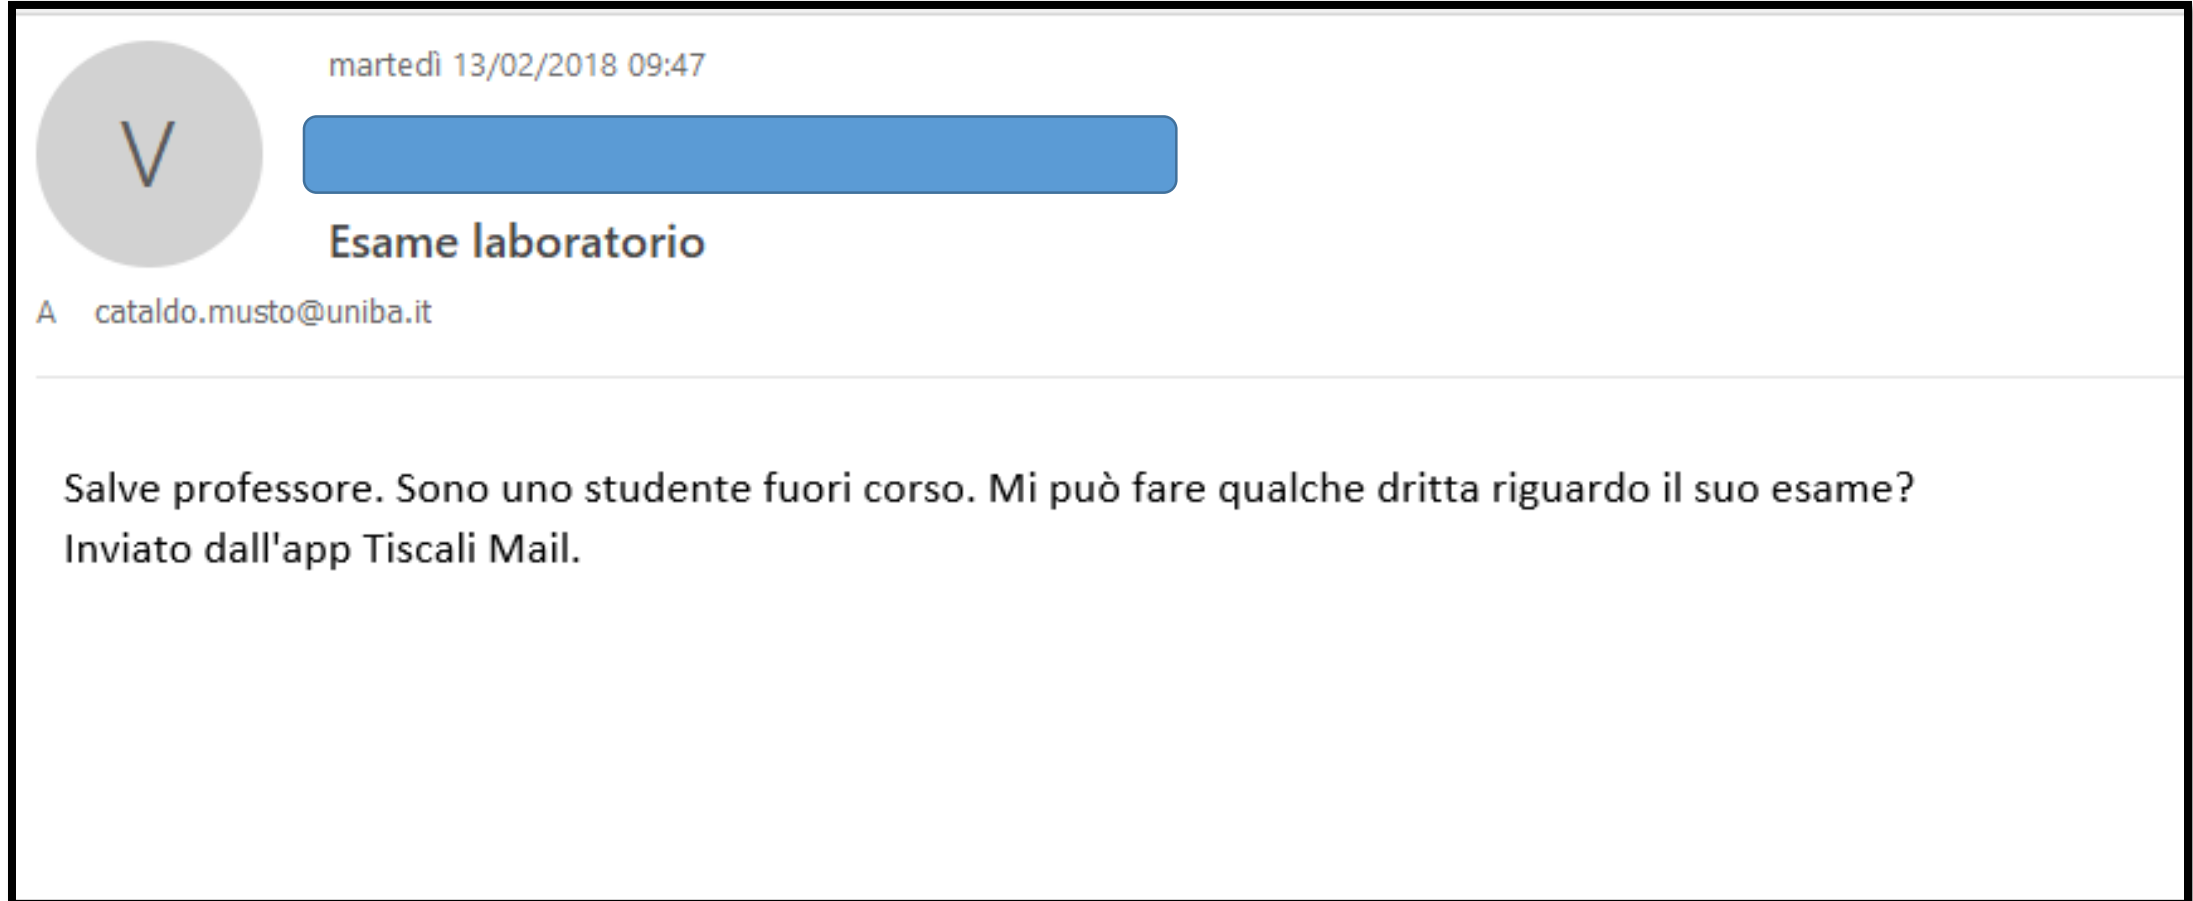 martedì 13/02/2018 09:47
V
Esame laboratorio
A cataldo.musto@uniba.it
Salve professore. Sono uno studente fuori corso. Mi può fare qualche dritta riguardo il suo esame?
Inviato dall'app Tiscali Mail.